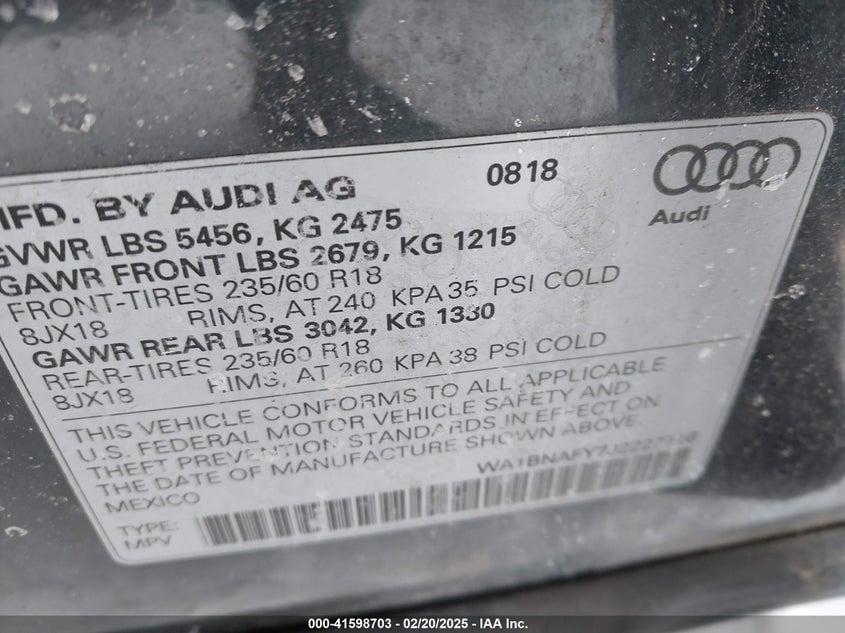 MFD. BY AUDI AG 0818
Audi
GVWR LBS 5456, KG 2475
GAWR FRONT LBS 2679, KG 1215
FRONT-TIRES 235/60 R18
8JX18 RIMS, AT 240 KPA 35 PSI COLD
GAWR REAR LBS 3042, KG 1380
REAR-TIRES 235/60 R18
8JX18 RIMS, AT 260 KPA 38 PSI COLD
THIS VEHICLE CONFORMS TO ALL APPLICABLE
U.S. FEDERAL MOTOR VEHICLE SAFETY AND
THEFT PREVENTION STANDARDS IN EFFECT ON
THE DATE OF MANUFACTURE SHOWN ABOVE.
MEXICO
TYPE:
MPV
000-41598703 - 02/20/2025 - IAA Inc.